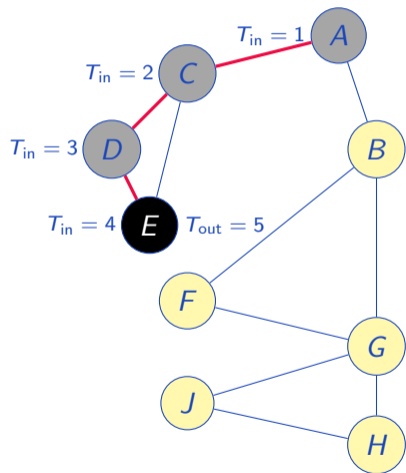 T_in = 1 A
T_in = 2 C
T_in = 3 D
B
T_in = 4 E T_out = 5
F
G
J
H